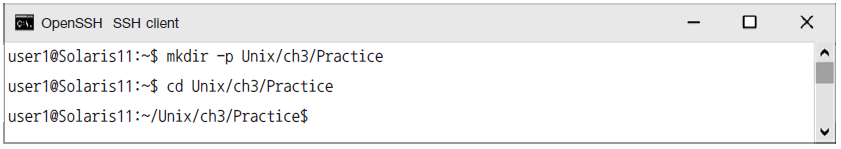 OpenSSH SSH client
user1@Solaris11:~$ mkdir -p Unix/ch3/Practice
user1@Solaris11:~$ cd Unix/ch3/Practice
user1@Solaris11:~/Unix/ch3/Practice$